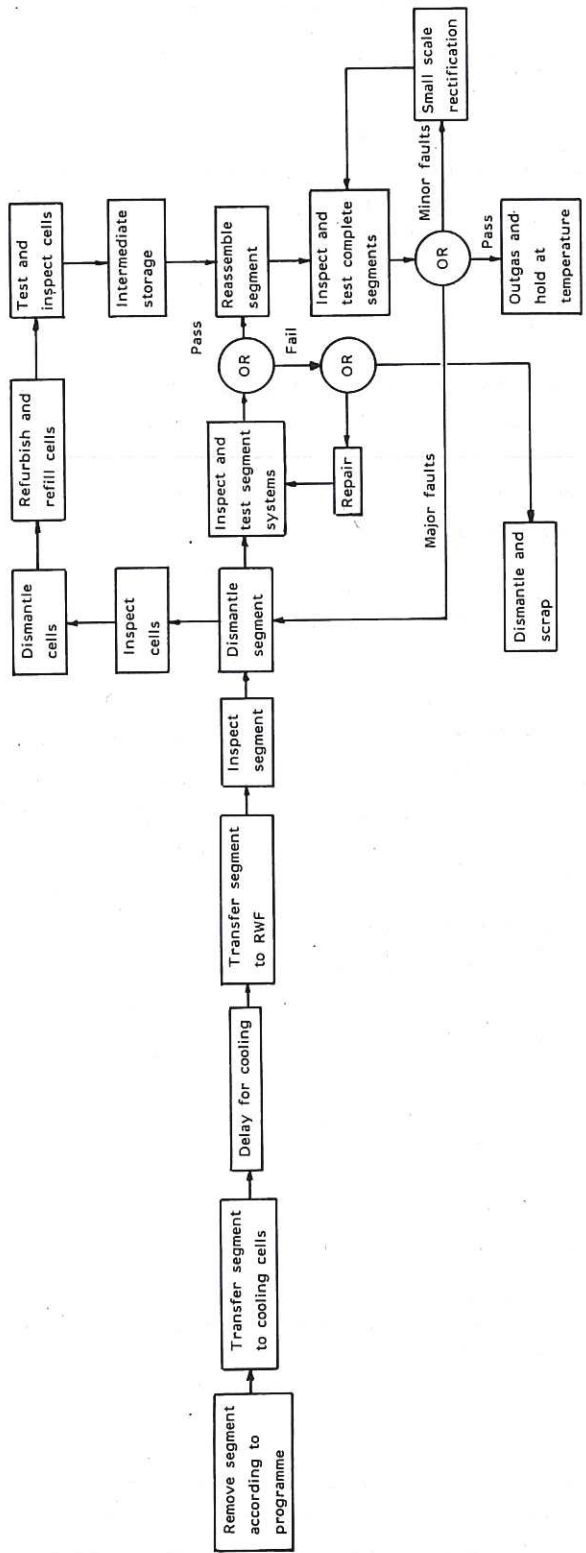 Remove segment
according to
programme
Transfer segment
to cooling cells
Delay for cooling
Transfer segment
to RWF
Inspect
segment
Dismantle
segment
Inspect
cells
Dismantle
cells
Refurbish and
refill cells
Test and
inspect cells
Intermediate
storage
Inspect and
test segment
systems
OR
Pass
Fail
OR
Repair
Reassemble
segment
Inspect and
test complete
segments
OR
Minor faults
Small scale
rectification
Pass
Outgas and
hold at
temperature
Major faults
Dismantle and
scrap